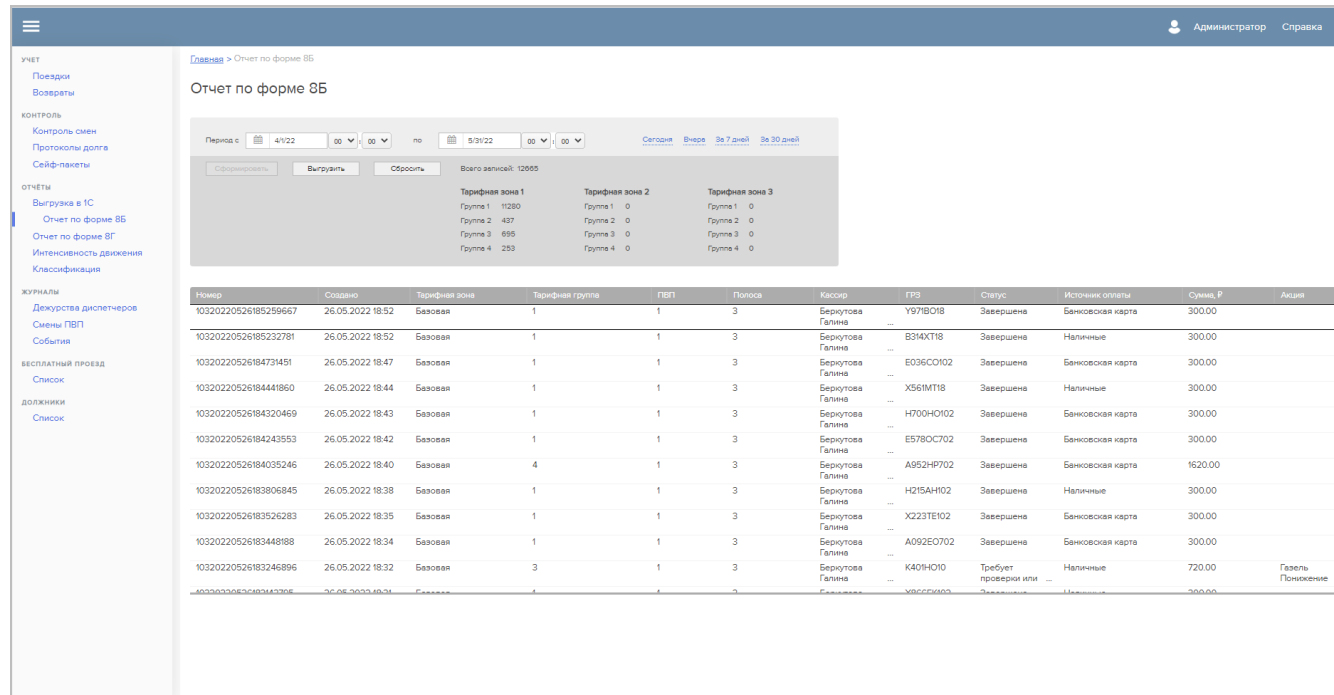 Администратор Справка
УЧЕТ
Поездки
Возвраты
КОНТРОЛЬ
Контроль смен
Протоколы долга
Сейф-пакеты
ОТЧЁТЫ
Выгрузка в 1С
Отчет по форме 8Б
Отчет по форме 8Г
Интенсивность движения
Классификация
ЖУРНАЛЫ
Дежурства диспетчеров
Смены ПВП
События
БЕСПЛАТНЫЙ ПРОЕЗД
Список
ДОЛЖНИКИ
Список
Главная > Отчет по форме 8Б
Отчет по форме 8Б
Период с 4/1/22 00 : 00 по 5/31/22 00 : 00 Сегодня Вчера За 7 дней За 30 дней
Сформировать Выгрузить Сбросить Всего записей: 12665
Тарифная зона 1 Тарифная зона 2 Тарифная зона 3
Группа 1 11280 Группа 1 0 Группа 1 0
Группа 2 437 Группа 2 0 Группа 2 0
Группа 3 695 Группа 3 0 Группа 3 0
Группа 4 253 Группа 4 0 Группа 4 0
Номер Создано Тарифная зона Тарифная группа ПВП Полоса Кассир ГРЗ Статус Источник оплаты Сумма, ₽ Акция
10320220526185259667 26.05.2022 18:52 Базовая 1 1 3 Беркутова Y971BO18 Завершена Банковская карта 300.00
Галина ...
10320220526185232781 26.05.2022 18:52 Базовая 1 1 3 Беркутова B314XT18 Завершена Наличные 300.00
Галина ...
10320220526184731451 26.05.2022 18:47 Базовая 1 1 3 Беркутова E036CO102 Завершена Банковская карта 300.00
Галина ...
10320220526184441860 26.05.2022 18:44 Базовая 1 1 3 Беркутова X561MT18 Завершена Наличные 300.00
Галина ...
10320220526184320469 26.05.2022 18:43 Базовая 1 1 3 Беркутова H700HO102 Завершена Банковская карта 300.00
Галина ...
10320220526184243553 26.05.2022 18:42 Базовая 1 1 3 Беркутова E578OC702 Завершена Банковская карта 300.00
Галина ...
10320220526184035246 26.05.2022 18:40 Базовая 4 1 3 Беркутова A952HP702 Завершена Банковская карта 1620.00
Галина ...
10320220526183806845 26.05.2022 18:38 Базовая 1 1 3 Беркутова H215AH102 Завершена Наличные 300.00
Галина ...
10320220526183526283 26.05.2022 18:35 Базовая 1 1 3 Беркутова X223TE102 Завершена Банковская карта 300.00
Галина ...
10320220526183448188 26.05.2022 18:34 Базовая 1 1 3 Беркутова A092EO702 Завершена Банковская карта 300.00
Галина ...
10320220526183246896 26.05.2022 18:32 Базовая 3 1 3 Беркутова K401HO10 Требует Наличные 720.00 Газель
Галина ... проверки или ... Понижение